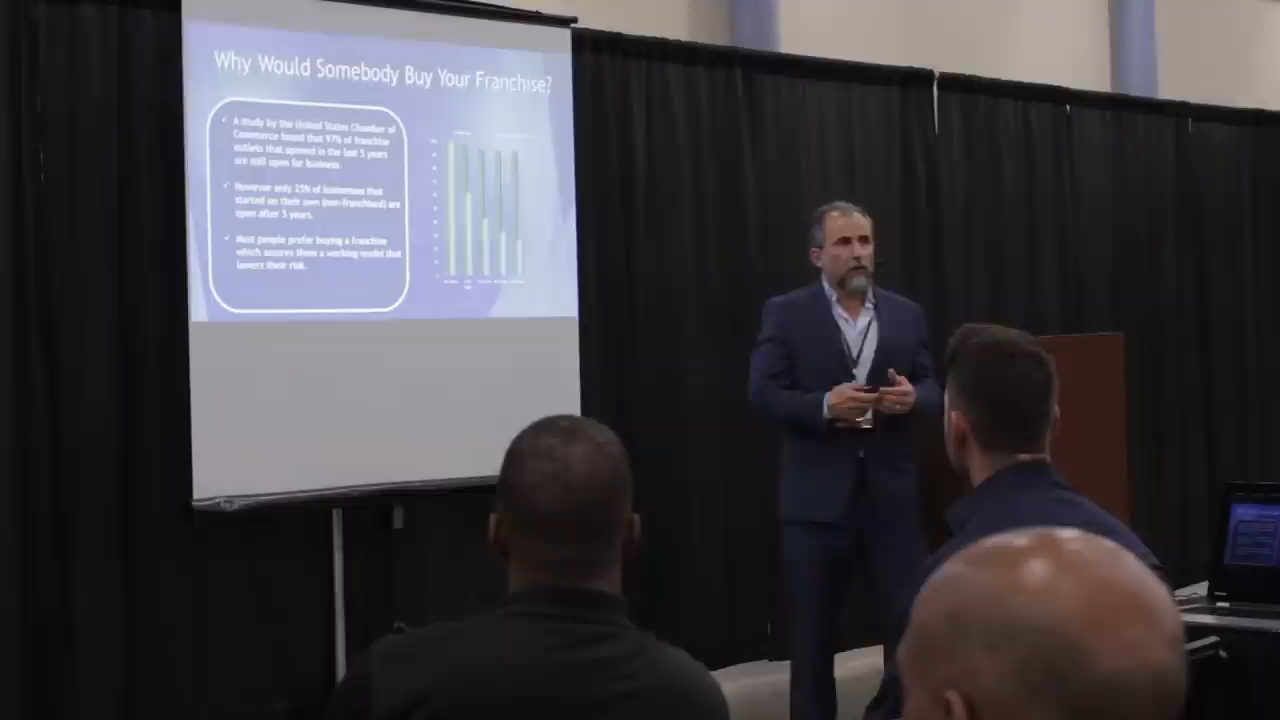 Why Would Somebody Buy Your Franchise?
✓ A study by the United States Chamber of
Commerce found that 97% of franchise
outlets that opened in the last 5 years
are still open for business.
✓ However only 25% of businesses that
started on their own (non-franchised) are
open after 5 years.
✓ Most people prefer buying a franchise
which assures them a working model that
lowers their risk.